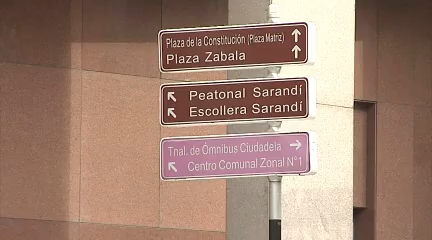 Plaza de la Constitución (Plaza Matriz)
Plaza Zabala
Peatonal Sarandí
Escollera Sarandí
Tnal. de Ómnibus Ciudadela
Centro Comunal Zonal N°1